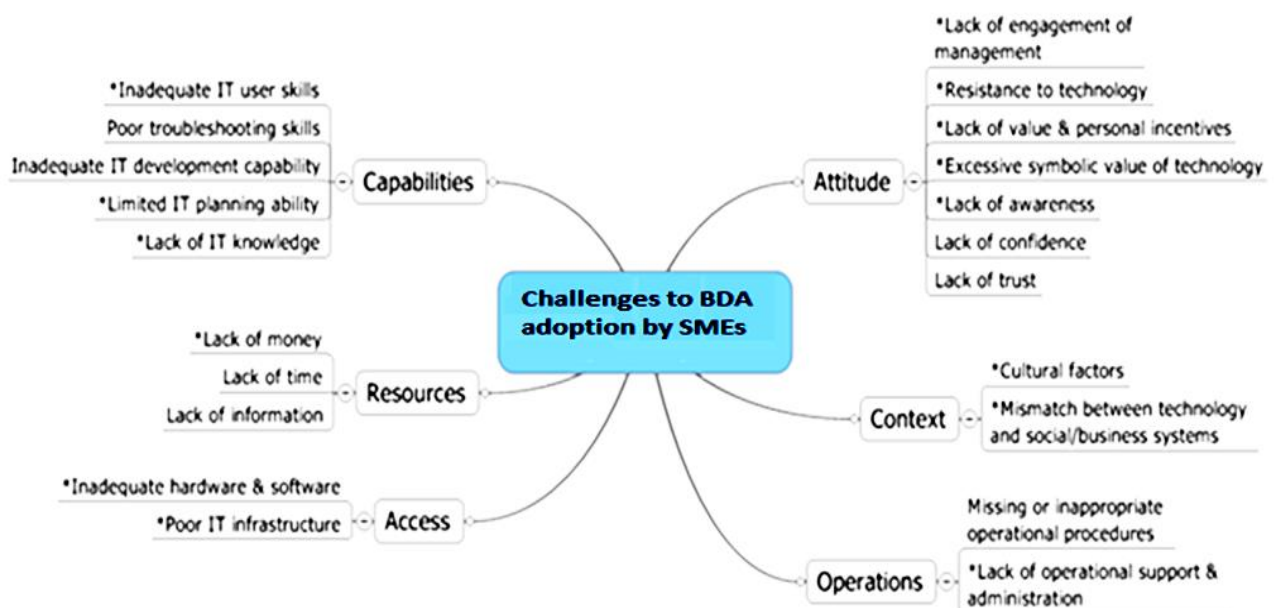 Challenges to BDA
adoption by SMEs
Capabilities
*Inadequate IT user skills
Poor troubleshooting skills
Inadequate IT development capability
*Limited IT planning ability
*Lack of IT knowledge
Resources
*Lack of money
Lack of time
Lack of information
Access
*Inadequate hardware & software
*Poor IT infrastructure
Attitude
*Lack of engagement of
management
*Resistance to technology
*Lack of value & personal incentives
*Excessive symbolic value of technology
*Lack of awareness
Lack of confidence
Lack of trust
Context
*Cultural factors
*Mismatch between technology
and social/business systems
Operations
Missing or inappropriate
operational procedures
*Lack of operational support &
administration